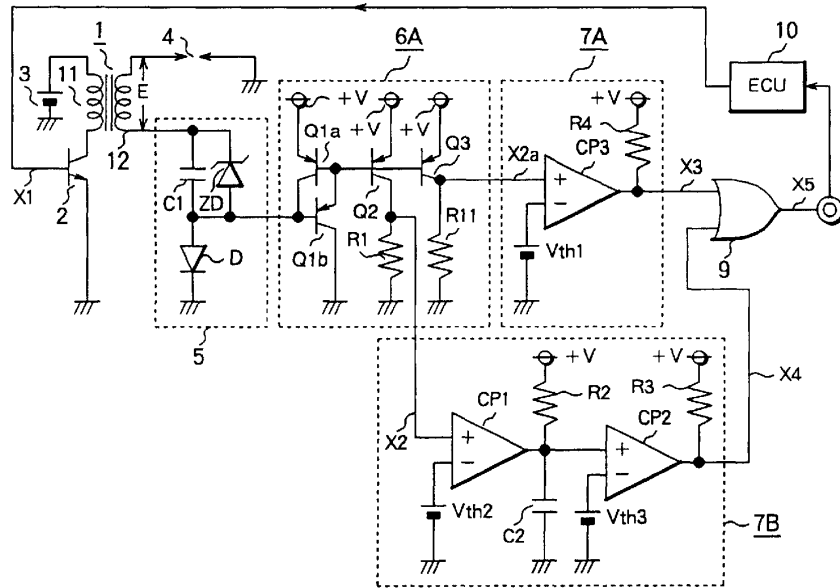 6A
7A
10
1
4
3
11
E
+V
+V
+V
R4
ECU
Q1a
Q3
X2a
CP3
X3
X5
12
X1
2
C1
ZD
Q2
R11
R1
Q1b
D
Vth1
9
5
+V
+V
X4
CP1
R2
R3
CP2
X2
Vth2
C2
Vth3
7B
+
−
+
−
+
−